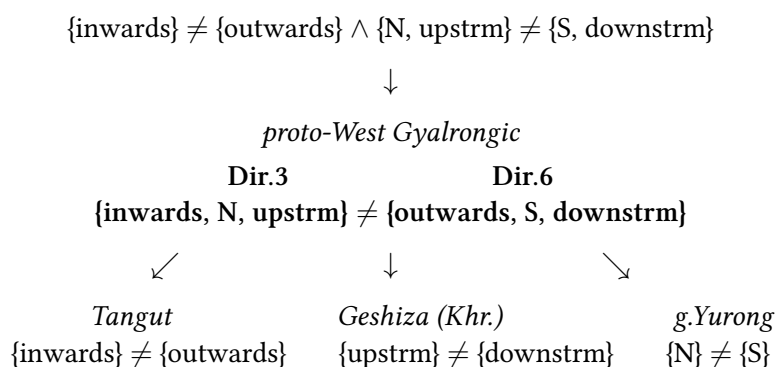 {inwards} ≠ {outwards} ∧ {N, upstrm} ≠ {S, downstrm}
↓
proto-West Gyalrongic
Dir.3 Dir.6
{inwards, N, upstrm} ≠ {outwards, S, downstrm}
↙ ↓ ↘
Tangut Geshiza (Khr.) g.Yurong
{inwards} ≠ {outwards} {upstrm} ≠ {downstrm} {N} ≠ {S}